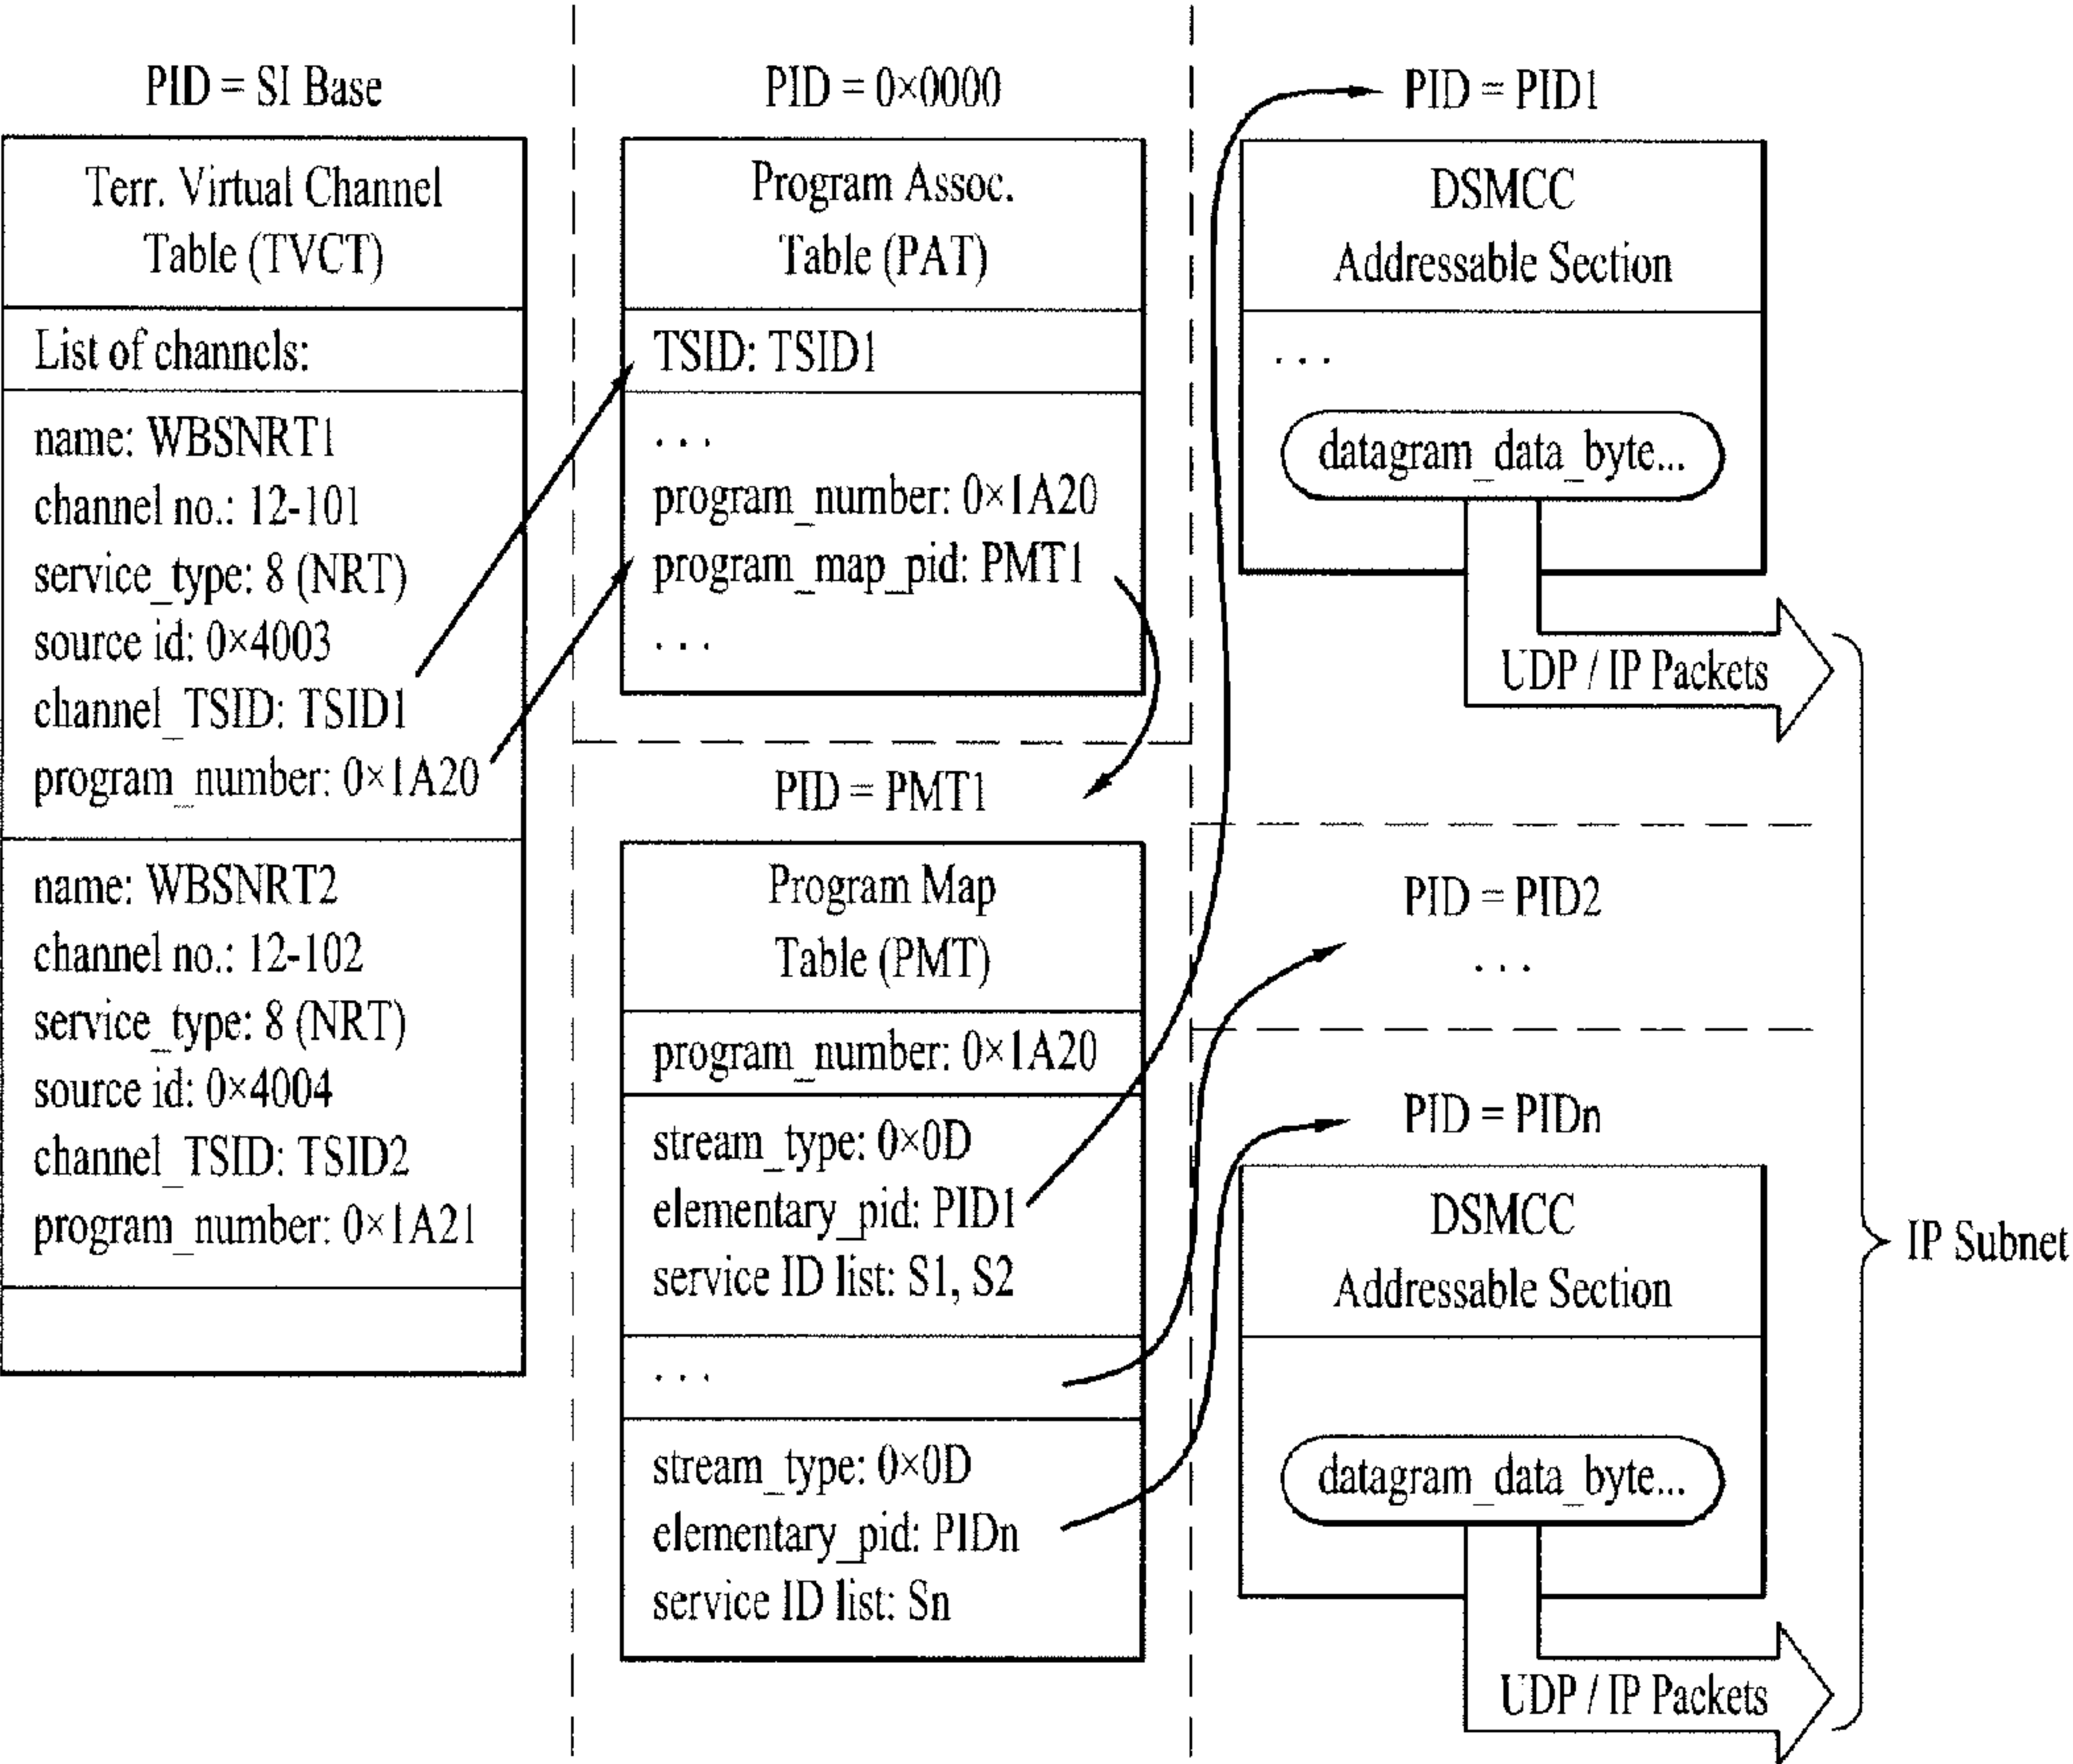 PID = SI Base
Terr. Virtual Channel
Table (TVCT)
List of channels:
name: WBSNRT1
channel no.: 12-101
service_type: 8 (NRT)
source id: 0×4003
channel_TSID: TSID1
program_number: 0×1A20
name: WBSNRT2
channel no.: 12-102
service_type: 8 (NRT)
source id: 0×4004
channel_TSID: TSID2
program_number: 0×1A21
PID = 0×0000
Program Assoc.
Table (PAT)
TSID: TSID1
. . .
program_number: 0×1A20
program_map_pid: PMT1
. . .
PID = PMT1
Program Map
Table (PMT)
program_number: 0×1A20
stream_type: 0×0D
elementary_pid: PID1
service ID list: S1, S2
. . .
stream_type: 0×0D
elementary_pid: PIDn
service ID list: Sn
PID = PID1
DSMCC
Addressable Section
. . .
datagram_data_byte...
UDP / IP Packets
PID = PID2
. . .
PID = PIDn
DSMCC
Addressable Section
datagram_data_byte...
UDP / IP Packets
IP Subnet